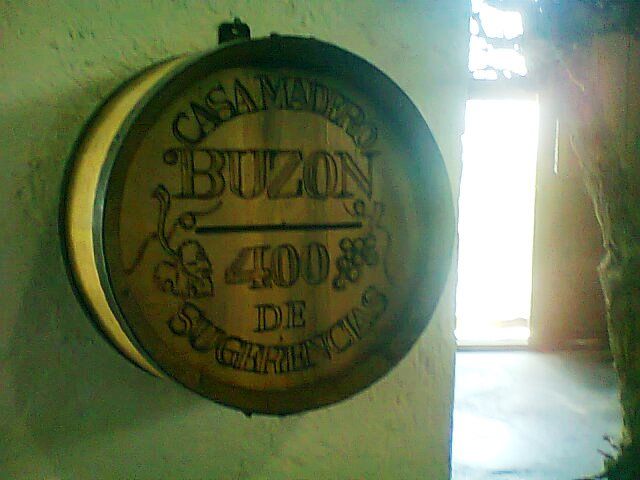 CASA MADERO
BUZON
400
DE
SUGERENCIAS